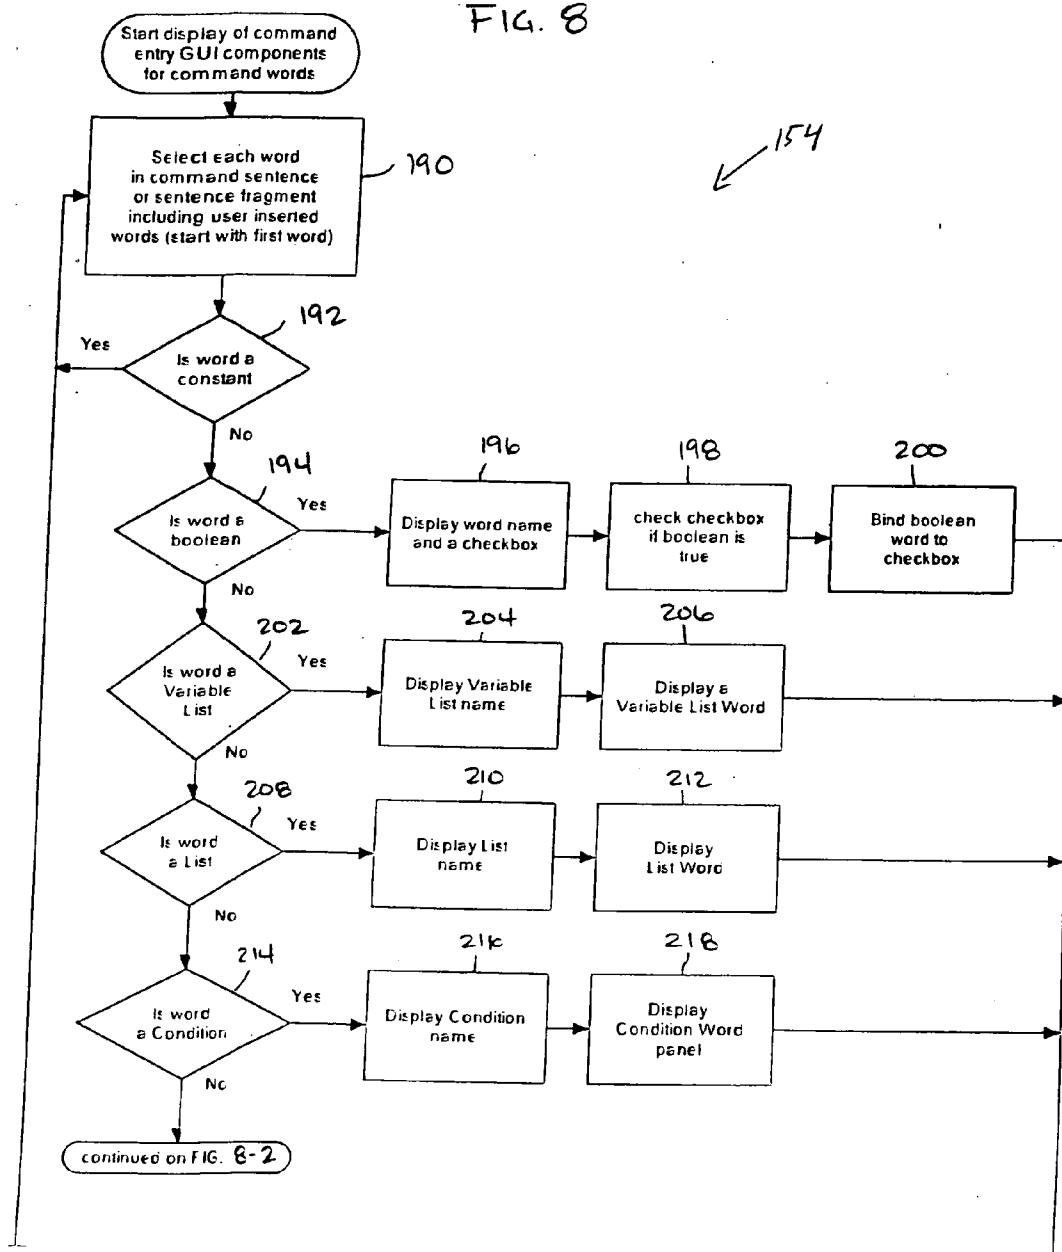 FIG. 8
Start display of command
entry GUI components
for command words
154
Select each word
in command sentence
or sentence fragment
including user inserted
words (start with first word)
190
192
Yes
Is word a
constant
No
194
196
198
200
Is word a
boolean
Yes
Display word name
and a checkbox
check checkbox
if boolean is
true
Bind boolean
word to
checkbox
No
202
204
206
Is word a
Variable
List
Yes
Display Variable
List name
Display a
Variable List Word
No
208
210
212
Is word
a List
Yes
Display List
name
Display
List Word
No
214
218
Is word
a Condition
Yes
Display Condition
name
Display
Condition Word
panel
No
continued on FIG. 8-2